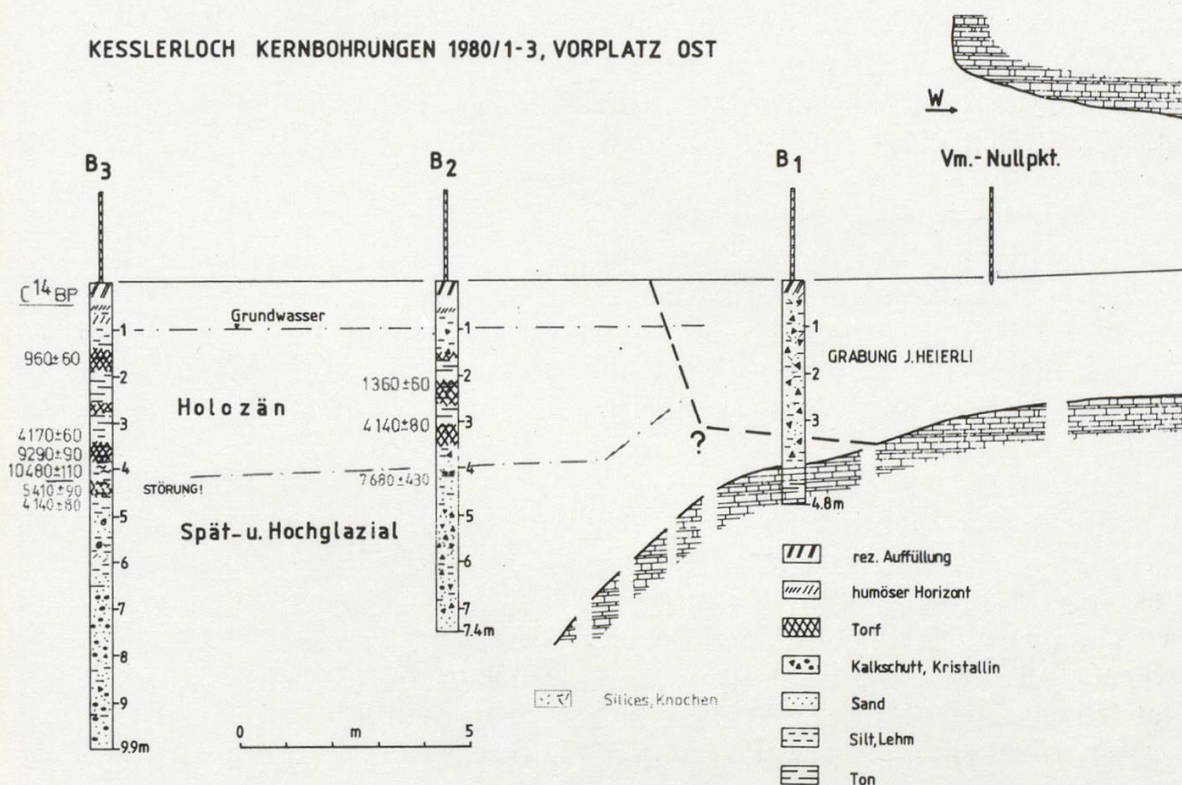 KESSLERLOCH KERNBOHRUNGEN 1980/1-3, VORPLATZ OST
W
B3
B2
B1
Vm.-Nullpkt.
C14 BP
Grundwasser
1
1
1
960±60
GRABUNG J.HEIERLI
2
1360±60
2
2
Holozän
3
4140±80
3
3
4170±60
9290±90
?
10480±110
4
7680±430
4
5410±90
STÖRUNG!
4140±80
5
5
4.8m
Spät-u. Hochglazial
6
6
rez. Auffüllung
7
7
humöser Horizont
7.4m
Torf
8
Kalkschutt, Kristallin
9
Silices, Knochen
Sand
0 m 5
9.9m
Silt, Lehm
Ton